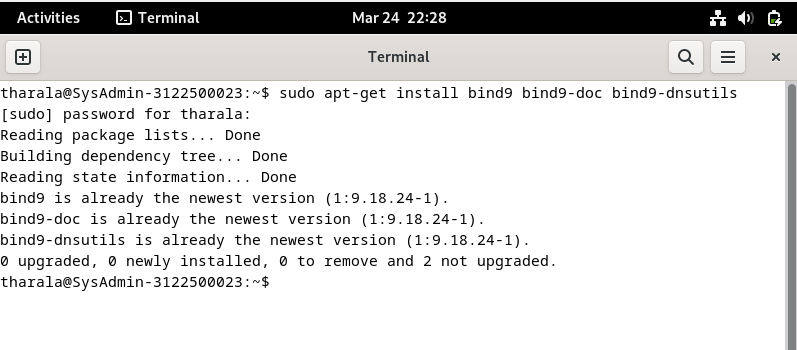 Activities Terminal Mar 24 22:28
Terminal
tharala@SysAdmin-3122500023:~$ sudo apt-get install bind9 bind9-doc bind9-dnsutils
[sudo] password for tharala:
Reading package lists... Done
Building dependency tree... Done
Reading state information... Done
bind9 is already the newest version (1:9.18.24-1).
bind9-doc is already the newest version (1:9.18.24-1).
bind9-dnsutils is already the newest version (1:9.18.24-1).
0 upgraded, 0 newly installed, 0 to remove and 2 not upgraded.
tharala@SysAdmin-3122500023:~$